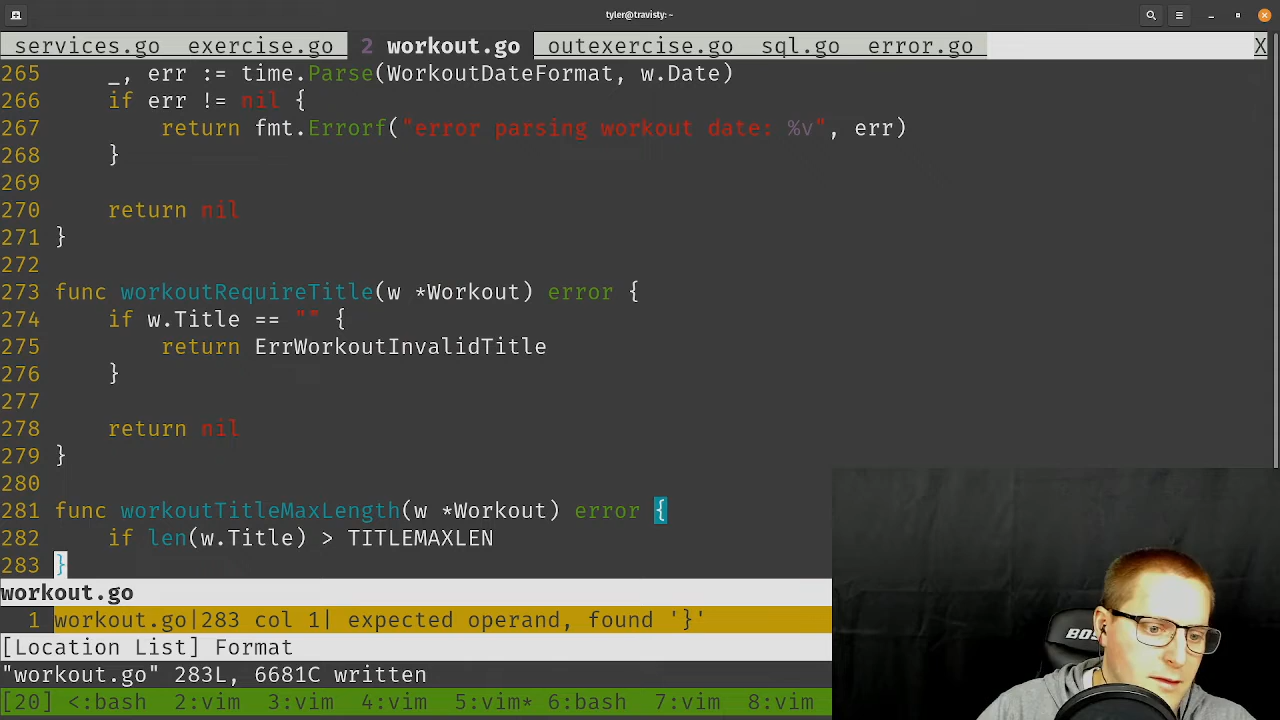 tyler@travisty: ~
services.go exercise.go 2 workout.go outexercise.go sql.go error.go X
265 _, err := time.Parse(WorkoutDateFormat, w.Date)
266 if err != nil {
267 return fmt.Errorf("error parsing workout date: %v", err)
268 }
269
270 return nil
271 }
272
273 func workoutRequireTitle(w *Workout) error {
274 if w.Title == "" {
275 return ErrWorkoutInvalidTitle
276 }
277
278 return nil
279 }
280
281 func workoutTitleMaxLength(w *Workout) error {
282 if len(w.Title) > TITLEMAXLEN
283 }
workout.go
1 workout.go|283 col 1| expected operand, found '}'
[Location List] Format
"workout.go" 283L, 6681C written
[20] <:bash 2:vim 3:vim 4:vim 5:vim* 6:bash 7:vim 8:vim